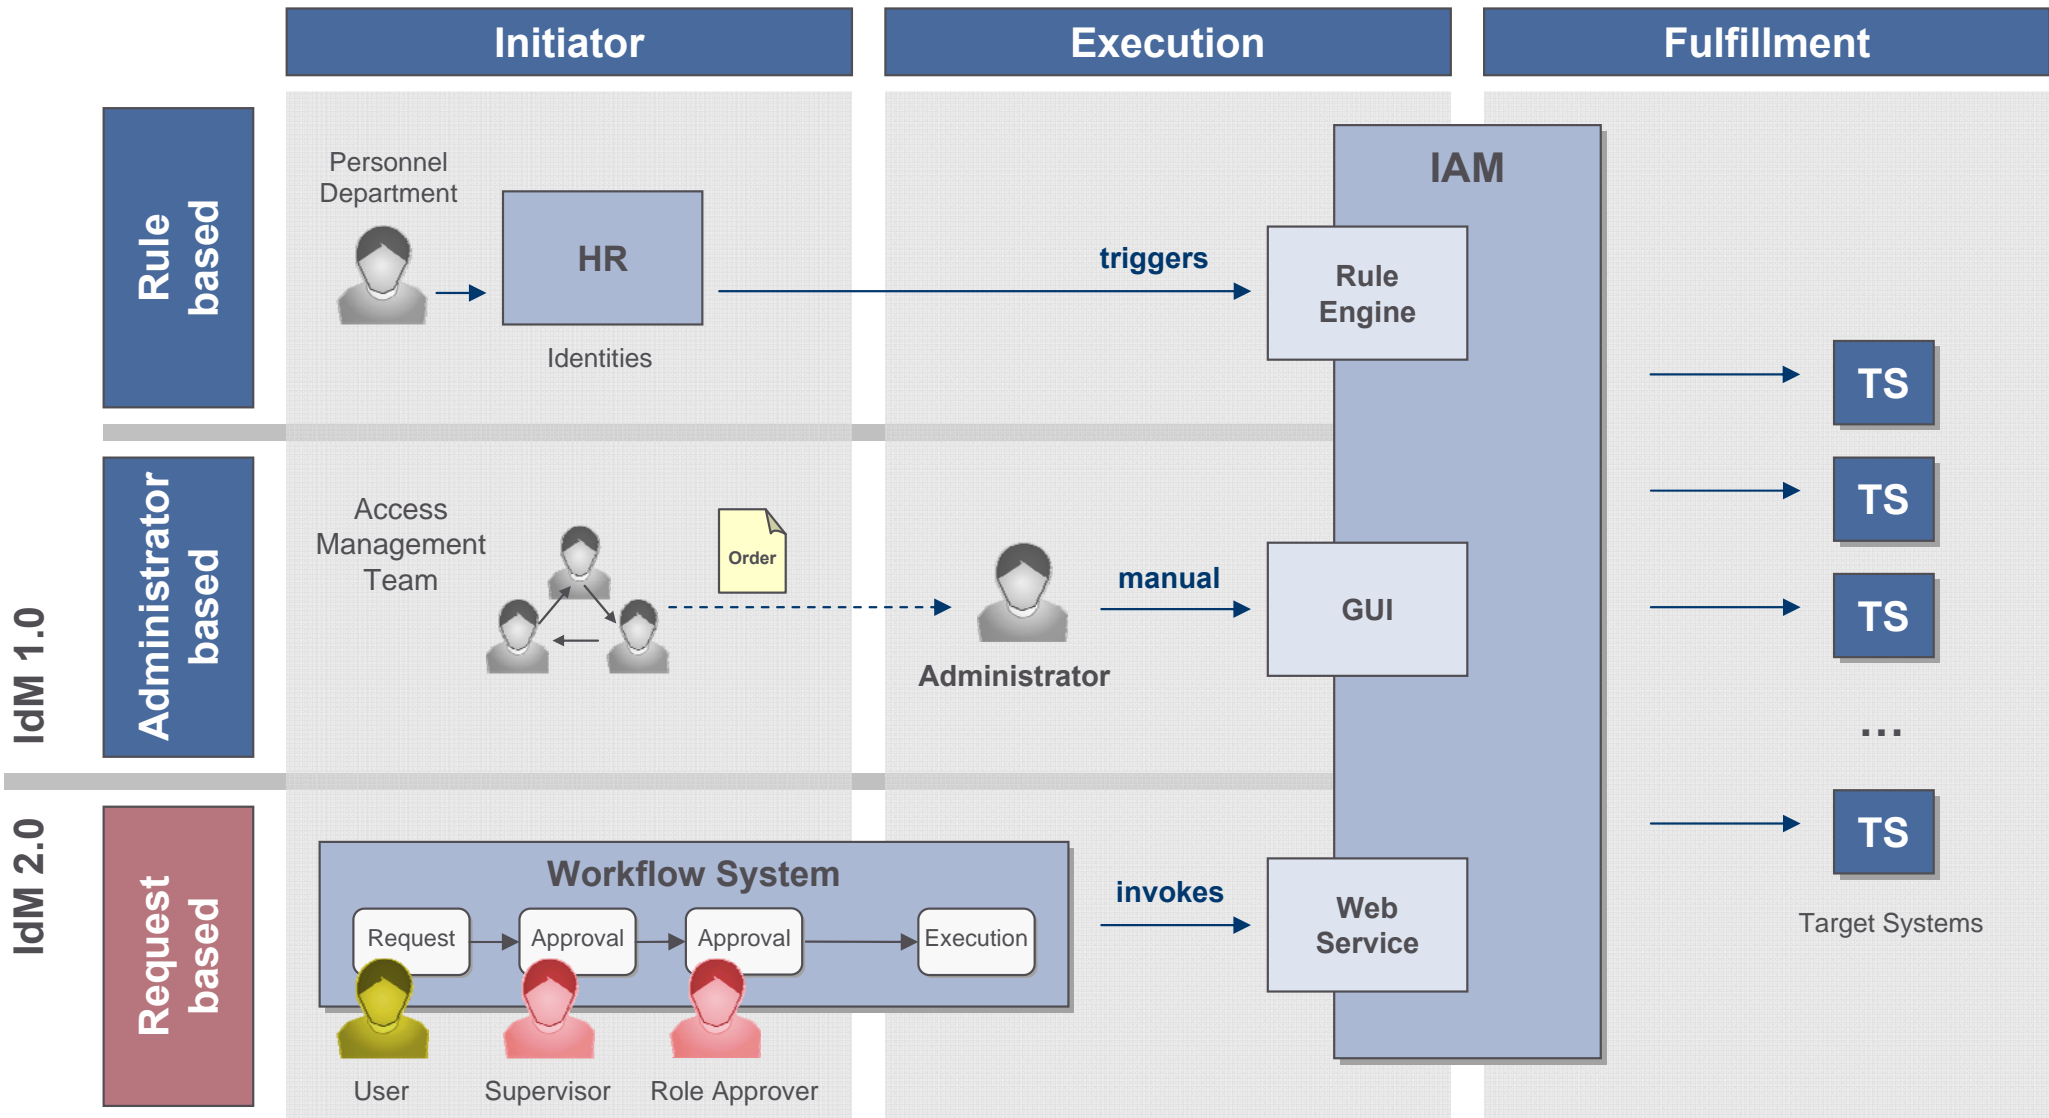 Initiator
Execution
Fulfillment
Rule
based
Personnel
Department
HR
Identities
triggers
IAM
Rule
Engine
TS
IdM 1.0
Administrator
based
Access
Management
Team
Order
Administrator
manual
GUI
TS
TS
...
IdM 2.0
Request
based
Workflow System
Request
Approval
Approval
Execution
User
Supervisor
Role Approver
invokes
Web
Service
TS
Target Systems